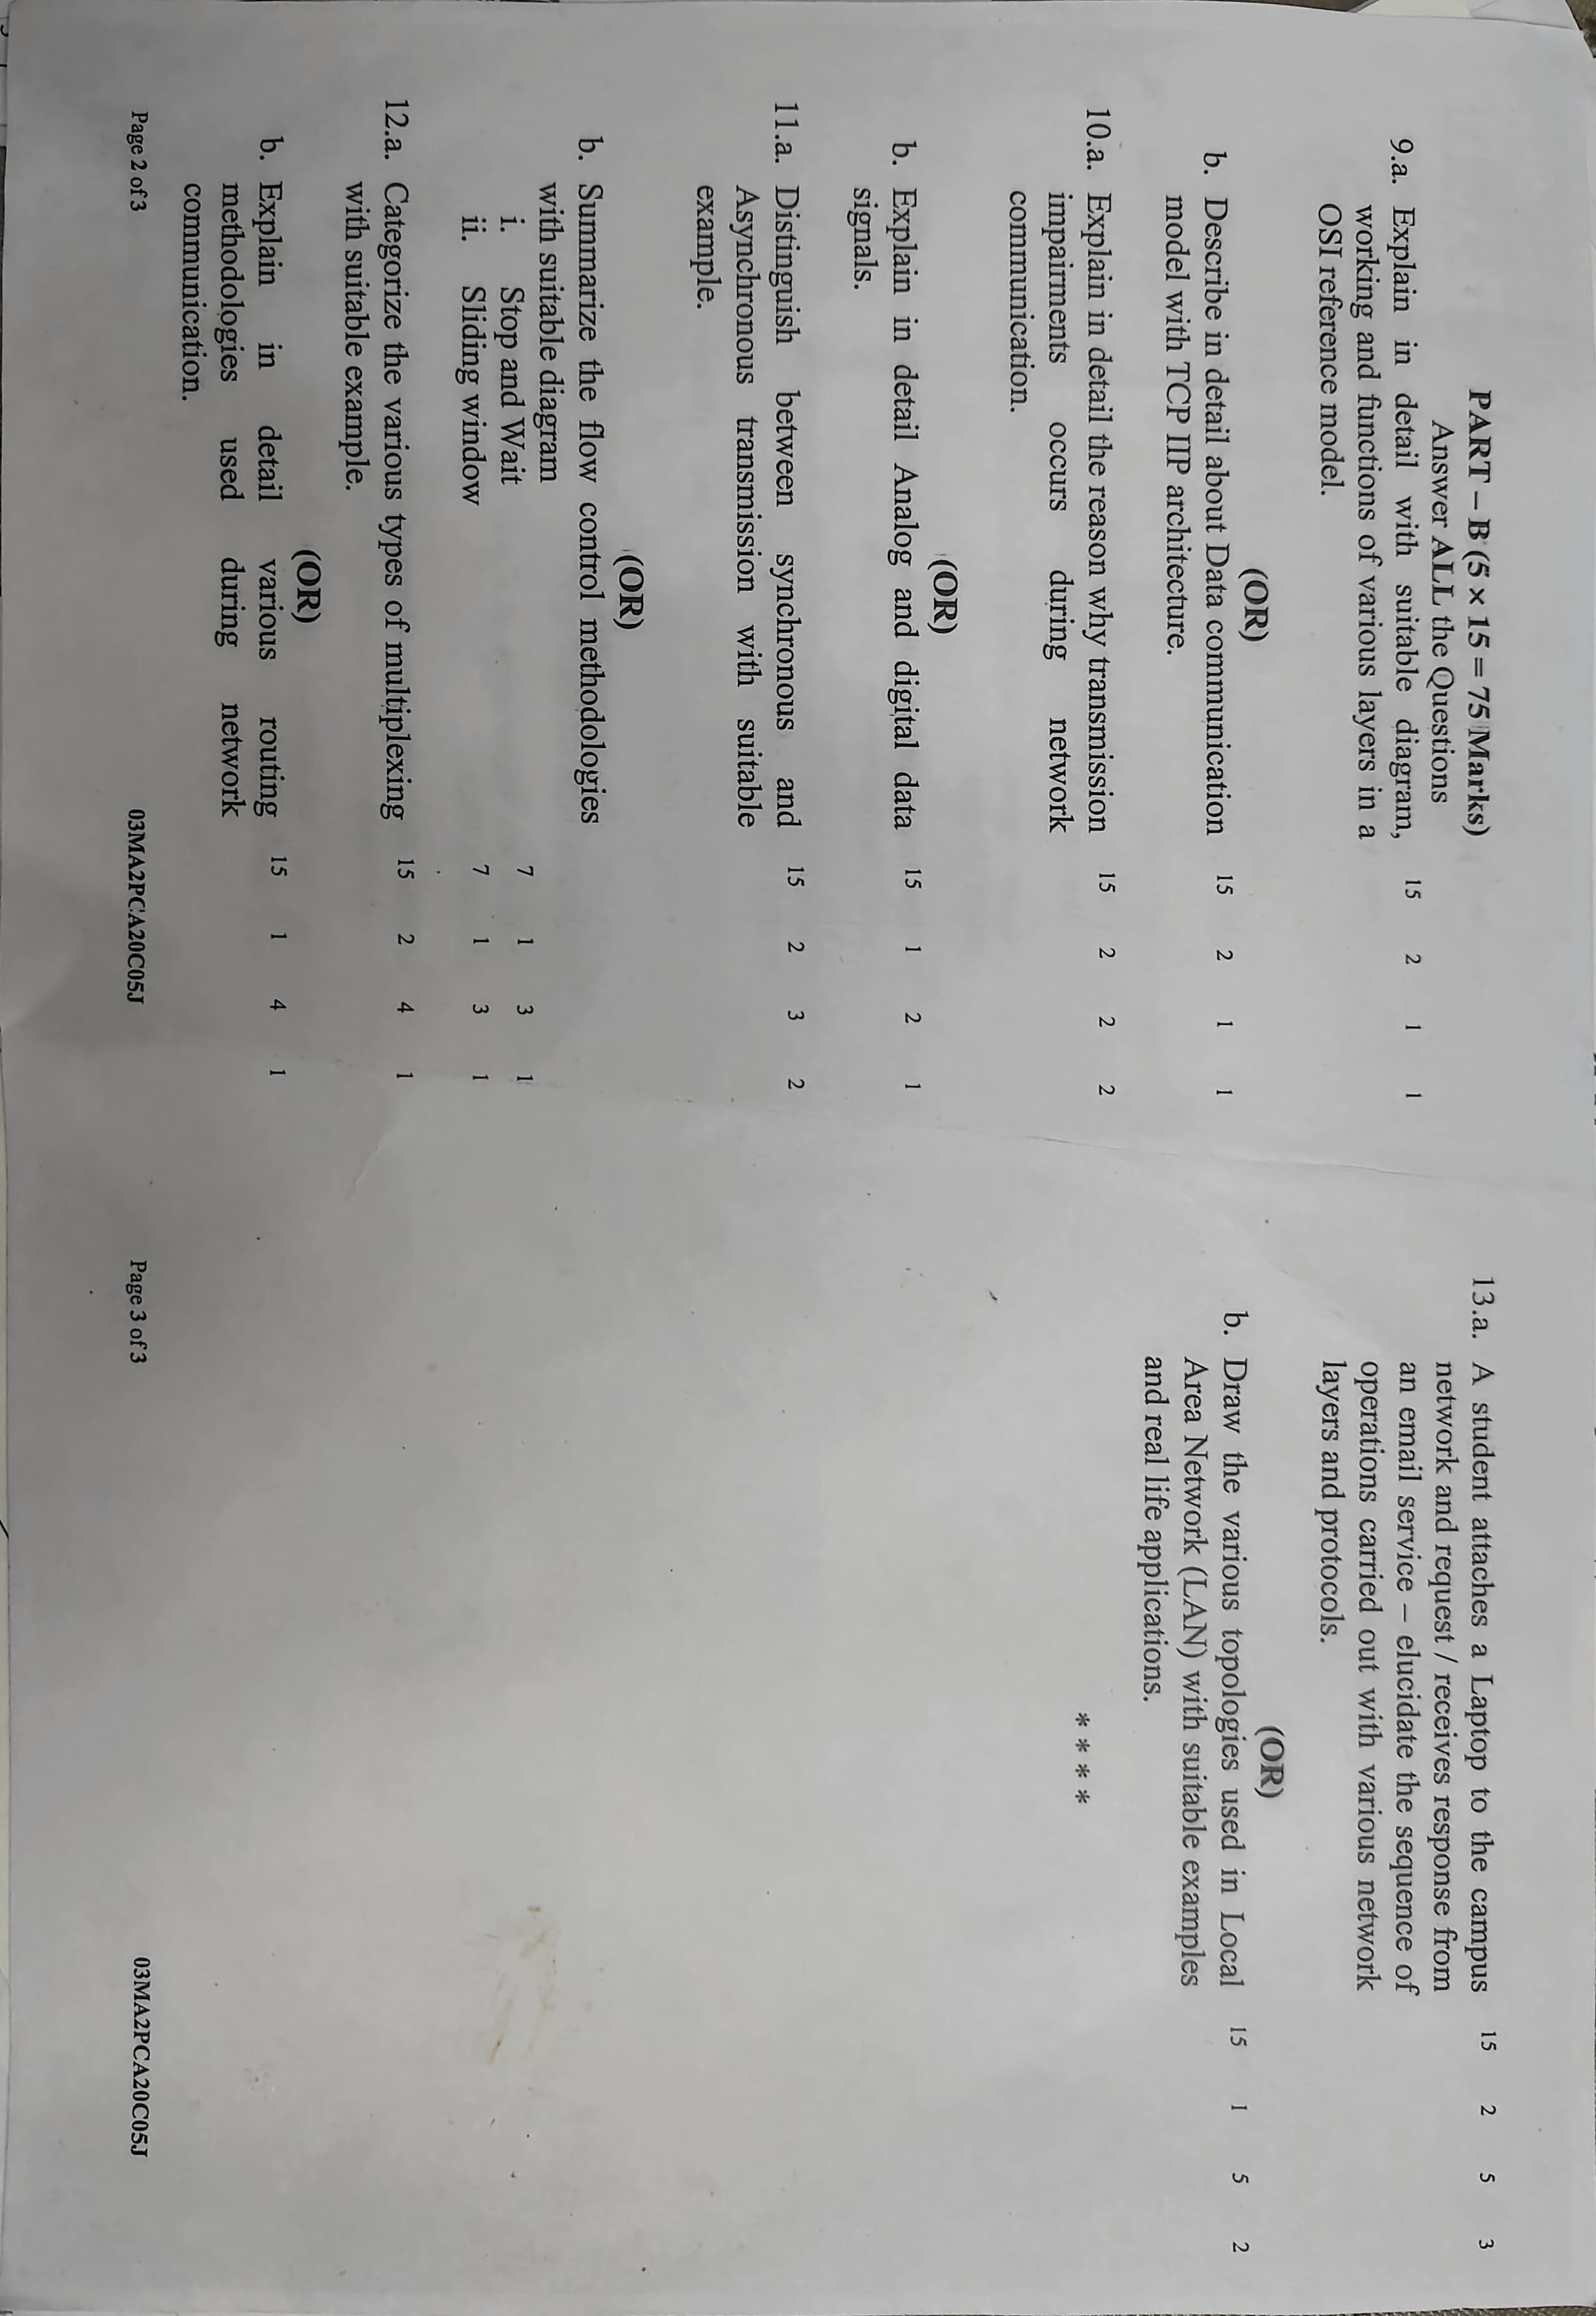 PART – B (5 x 15 = 75 Marks)
Answer ALL the Questions
9.a. Explain in detail with suitable diagram, 15 2 1 1
working and functions of various layers in a
OSI reference model.
(OR)
b. Describe in detail about Data communication 15 2 1 1
model with TCP IIP architecture.
10.a. Explain in detail the reason why transmission 15 2 2 2
impairments occurs during network
communication.
(OR)
b. Explain in detail Analog and digital data 15 1 2 1
signals.
11.a. Distinguish between synchronous and 15 2 3 2
Asynchronous transmission with suitable
example.
(OR)
b. Summarize the flow control methodologies
with suitable diagram
i. Stop and Wait 7 1 3 1
ii. Sliding window 7 1 3 1
12.a. Categorize the various types of multiplexing 15 2 4 1
with suitable example.
(OR)
b. Explain in detail various routing 15 1 4 1
methodologies used during network
communication.
Page 2 of 3 03MA2PCA20C05J
13.a. A student attaches a Laptop to the campus 15 2 5 3
network and request / receives response from
an email service – elucidate the sequence of
operations carried out with various network
layers and protocols.
(OR)
b. Draw the various topologies used in Local 15 1 5 2
Area Network (LAN) with suitable examples
and real life applications.
* * * *
Page 3 of 3 03MA2PCA20C05J